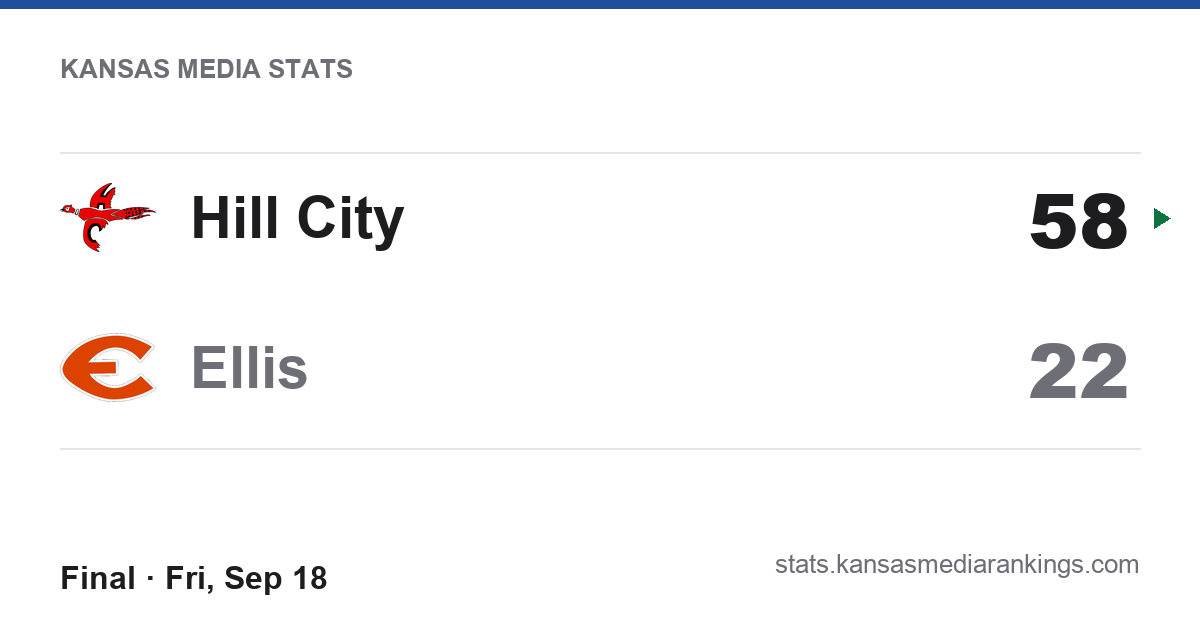 KANSAS MEDIA STATS
Hill City 58
Ellis 22
Final · Fri, Sep 18
stats.kansasmediarankings.com